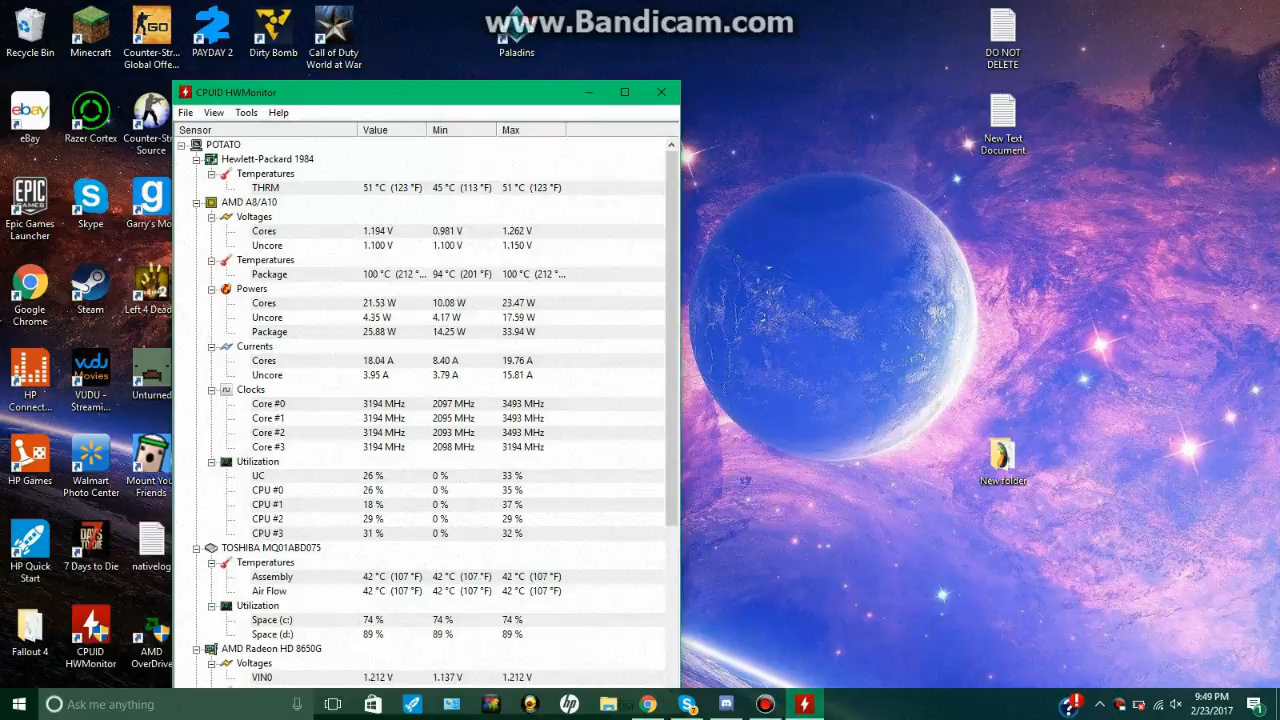 www.Bandicam.com
Recycle Bin
Minecraft
Counter-Str...
Global Offe...
PAYDAY 2
Dirty Bomb
Call of Duty
World at War
Paladins
DO NOT
DELETE
eBay
Razer Cortex
Counter-Str
Source
New Text
Document
Epic Games
Launcher
Skype
Garry's Mo
Google
Chrome
Steam
Left 4 Dead
HP
Connect...
VUDU -
Streami...
Unturned
HP Games
Walmart
Photo Center
Mount You
Friends
New folder
HP Quick
Start
7 Days to Die
nativelog
Fallout 4
CPUID
HWMonitor
AMD
OverDrive
CPUID HWMonitor
File View Tools Help
Sensor Value Min Max
POTATO
Hewlett-Packard 1984
Temperatures
THRM 51 °C (123 °F) 45 °C (113 °F) 51 °C (123 °F)
AMD A8/A10
Voltages
Cores 1.194 V 0.981 V 1.262 V
Uncore 1.100 V 1.100 V 1.150 V
Temperatures
Package 100 °C (212 °... 94 °C (201 °F) 100 °C (212 °...
Powers
Cores 21.53 W 10.08 W 23.47 W
Uncore 4.35 W 4.17 W 17.59 W
Package 25.88 W 14.25 W 33.94 W
Currents
Cores 18.04 A 8.40 A 19.76 A
Uncore 3.95 A 3.79 A 15.81 A
Clocks
Core #0 3194 MHz 2097 MHz 3493 MHz
Core #1 3194 MHz 2095 MHz 3493 MHz
Core #2 3194 MHz 2093 MHz 3493 MHz
Core #3 3194 MHz 2098 MHz 3194 MHz
Utilization
UC 26 % 0 % 33 %
CPU #0 26 % 0 % 35 %
CPU #1 18 % 0 % 37 %
CPU #2 29 % 0 % 29 %
CPU #3 31 % 0 % 32 %
TOSHIBA MQ01ABD075
Temperatures
Assembly 42 °C (107 °F) 42 °C (107 °F) 42 °C (107 °F)
Air Flow 42 °C (107 °F) 42 °C (107 °F) 42 °C (107 °F)
Utilization
Space (c:) 74 % 74 % 74 %
Space (d:) 89 % 89 % 89 %
AMD Radeon HD 8650G
Voltages
VIN0 1.212 V 1.137 V 1.212 V
Ask me anything
9:49 PM
2/23/2017